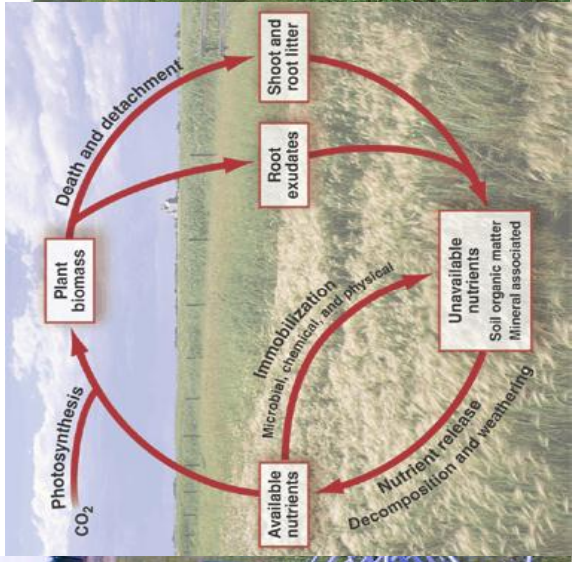 CO₂
Photosynthesis
Plant
biomass
Death and detachment
Shoot and
root litter
Root
exudates
Available
nutrients
Immobilization
Microbial, chemical, and physical
Unavailable
nutrients
Soil organic matter
Mineral associated
Nutrient release
Decomposition and weathering